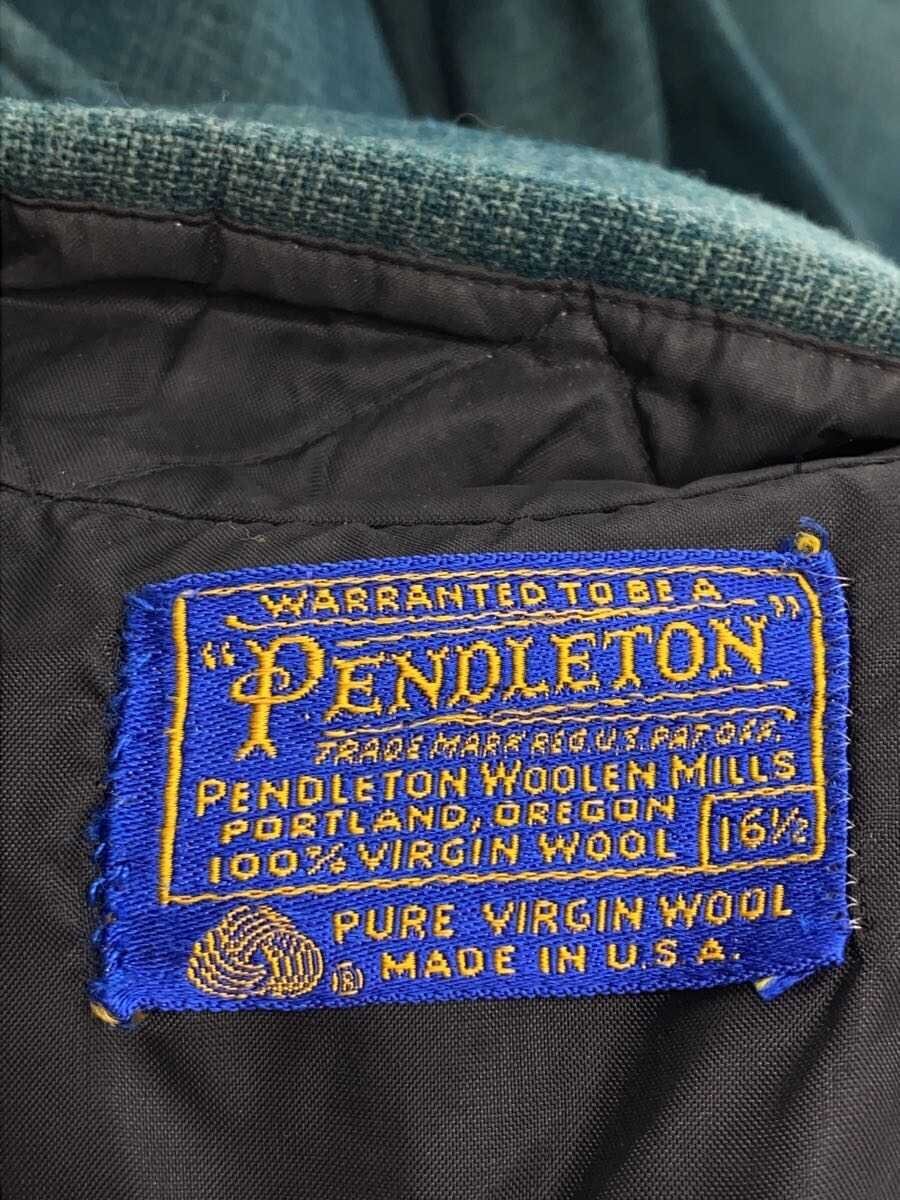 WARRANTED TO BE A
"PENDLETON"
TRADE MARK REG. U.S. PAT OFF.
PENDLETON WOOLEN MILLS
PORTLAND, OREGON
100% VIRGIN WOOL 16½
PURE VIRGIN WOOL
® MADE IN U.S.A.